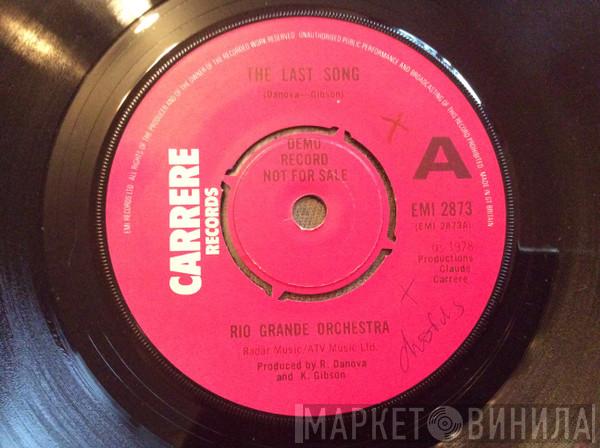 ALL RIGHTS OF THE PRODUCER AND OF THE OWNER OF THE RECORDED WORK RESERVED · UNAUTHORISED PUBLIC PERFORMANCE AND BROADCASTING OF THIS RECORD PROHIBITED
MADE IN GT BRITAIN
EMI RECORDS LTD
THE LAST SONG
(Danova—Gibson)
DEMO
RECORD
NOT FOR SALE
A
EMI 2873
(EMI 2873A)
1978
Productions
Claude
Carrere
CARRERE
RECORDS
chorus
RIO GRANDE ORCHESTRA
Radar Music/ATV Music Ltd.
Produced by R. Danova
and K. Gibson
МАРКЕТ ВИНИЛА